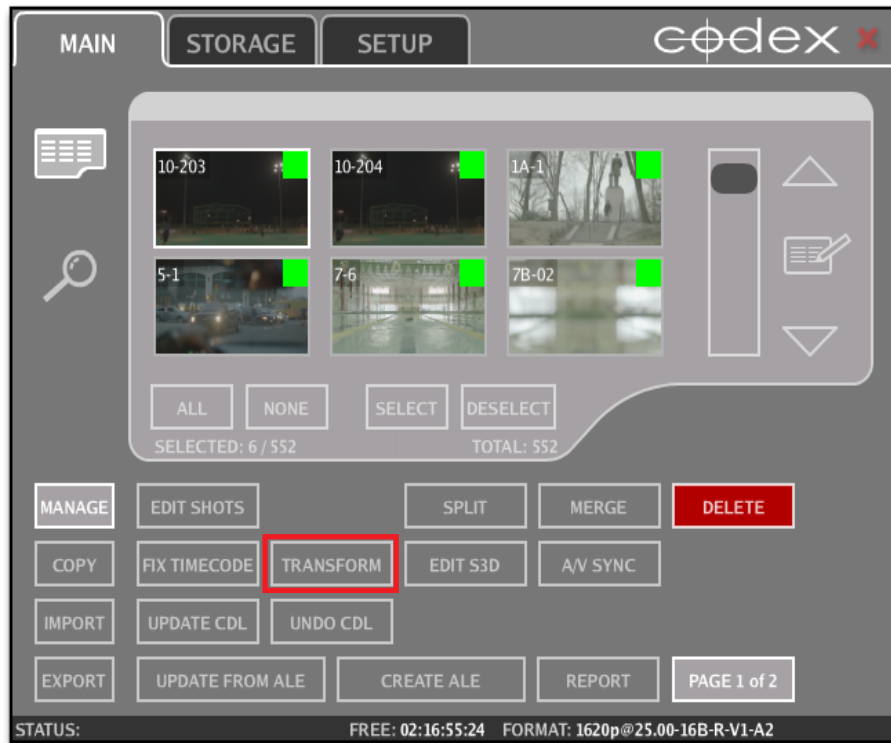 MAIN STORAGE SETUP codex
10-203 10-204 1A-1
5-1 7-6 7B-02
ALL NONE SELECT DESELECT
SELECTED: 6 / 552 TOTAL: 552
MANAGE EDIT SHOTS SPLIT MERGE DELETE
COPY FIX TIMECODE TRANSFORM EDIT S3D A/V SYNC
IMPORT UPDATE CDL UNDO CDL
EXPORT UPDATE FROM ALE CREATE ALE REPORT PAGE 1 of 2
STATUS: FREE: 02:16:55:24 FORMAT: 1620p@25.00-16B-R-V1-A2